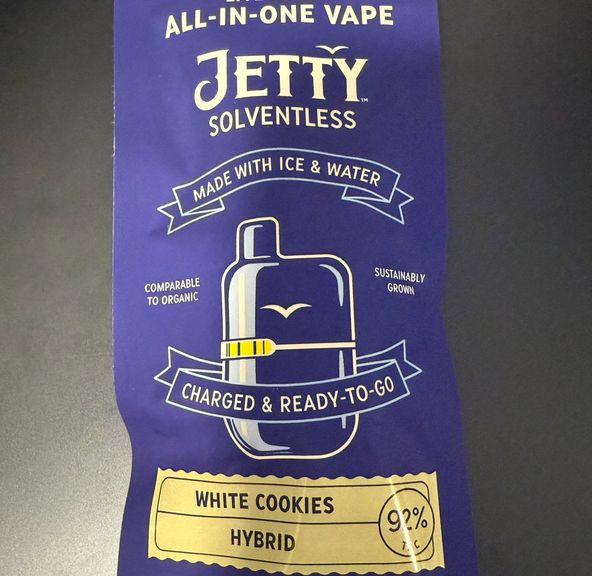 ALL-IN-ONE VAPE
JETTY™
SOLVENTLESS
MADE WITH ICE & WATER
COMPARABLE
TO ORGANIC
SUSTAINABLY
GROWN
CHARGED & READY-TO-GO
WHITE COOKIES
HYBRID
92%